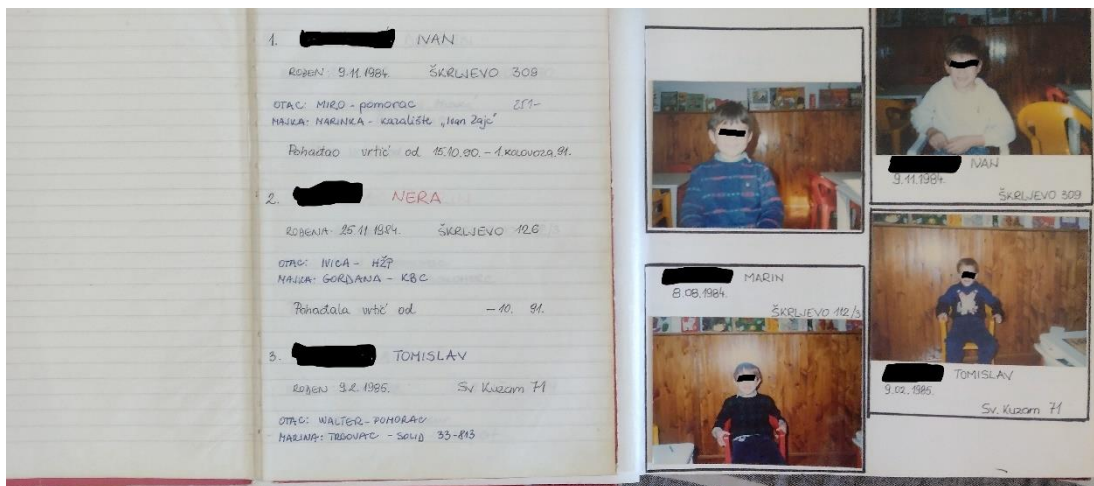 1. IVAN
ROĐEN: 9.11.1984. ŠKRLJEVO 309
OTAC: MIRO - pomorac 251-
MAJKA: MARINKA - kazalište „Ivan Zajc"
Pohađao vrtić od 15.10.90. - 1.kolovoza,91.
2. NERA
ROĐENA: 25.11.1984. ŠKRLJEVO 126
OTAC: IVICA - HŽP
MAJKA: GORDANA - KBC
Pohađala vrtić od - 10. 91.
3. TOMISLAV
ROĐEN 9.2.1985. Sv. Kuzam 71
OTAC: WALTER - POMORAC
MARINA: TRGOVAC - SOLID 33-813
MARIN
8.08.1984.
ŠKRLJEVO 112/3
IVAN
9.11.1984.
ŠKRLJEVO 309
TOMISLAV
9.02.1985.
Sv. Kuzam 71